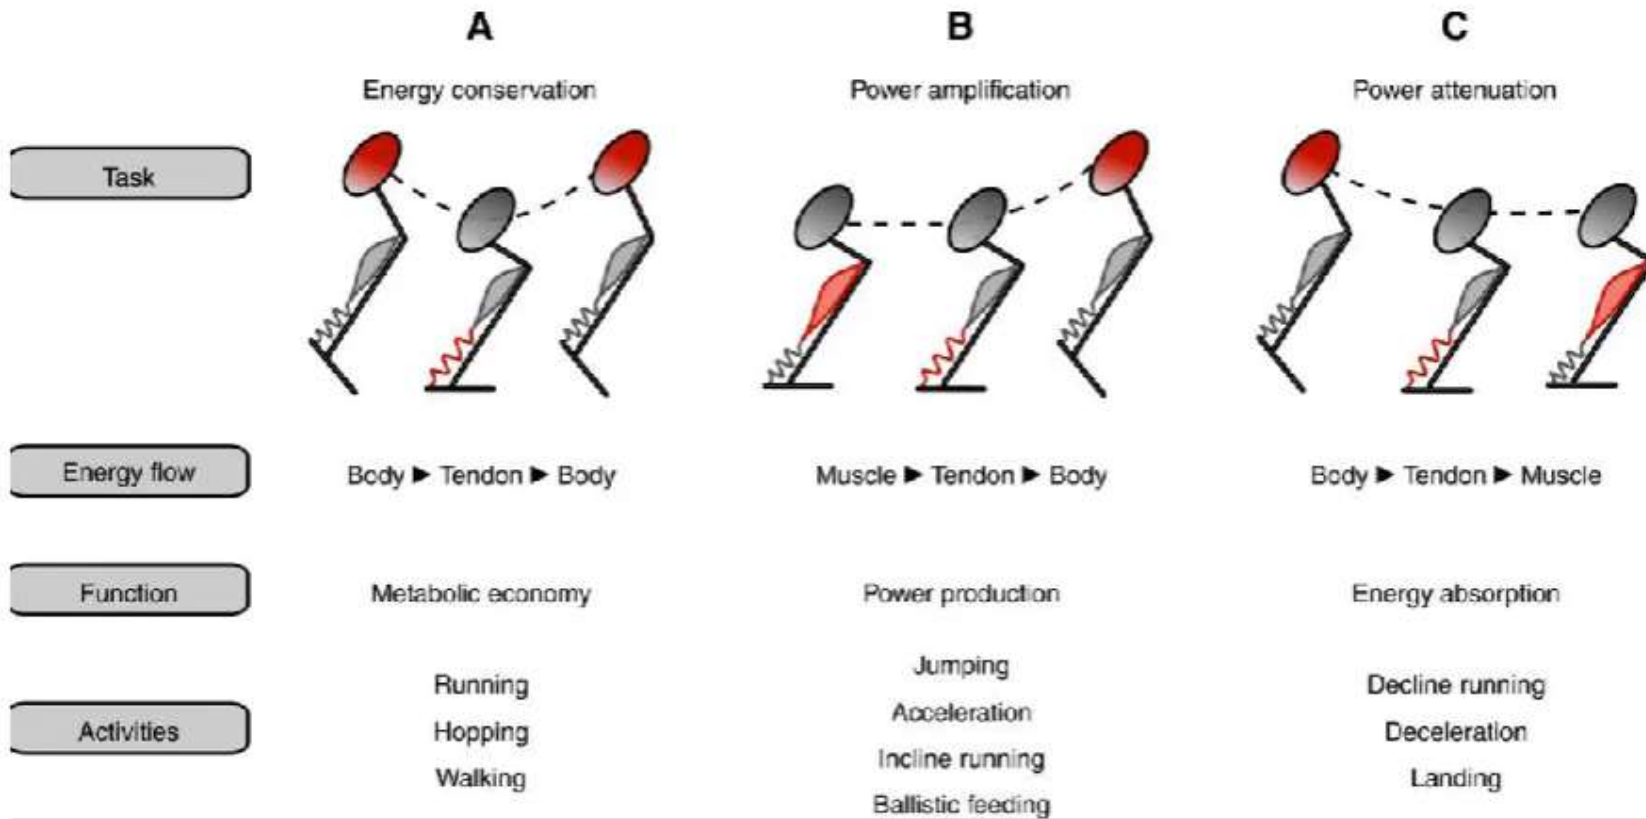 A B C
Energy conservation Power amplification Power attenuation
Task
Energy flow Body ▶ Tendon ▶ Body Muscle ▶ Tendon ▶ Body Body ▶ Tendon ▶ Muscle
Function Metabolic economy Power production Energy absorption
Activities
Running
Hopping
Walking
Jumping
Acceleration
Incline running
Ballistic feeding
Decline running
Deceleration
Landing